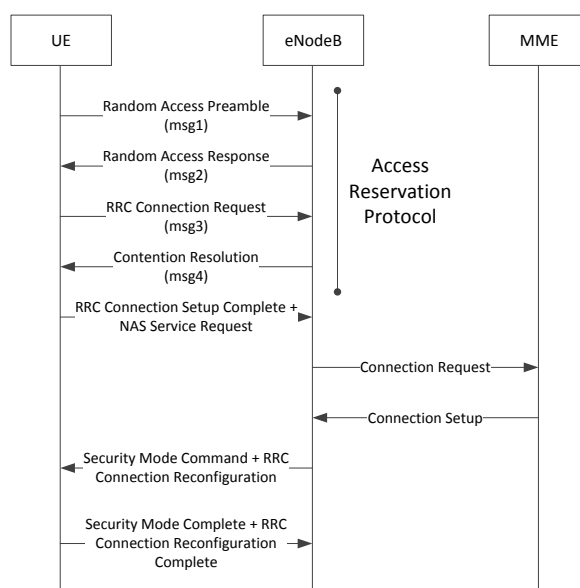 UE
eNodeB
MME
Random Access Preamble
(msg1)
Random Access Response
(msg2)
Access
Reservation
Protocol
RRC Connection Request
(msg3)
Contention Resolution
(msg4)
RRC Connection Setup Complete +
NAS Service Request
Connection Request
Connection Setup
Security Mode Command + RRC
Connection Reconfiguration
Security Mode Complete + RRC
Connection Reconfiguration
Complete